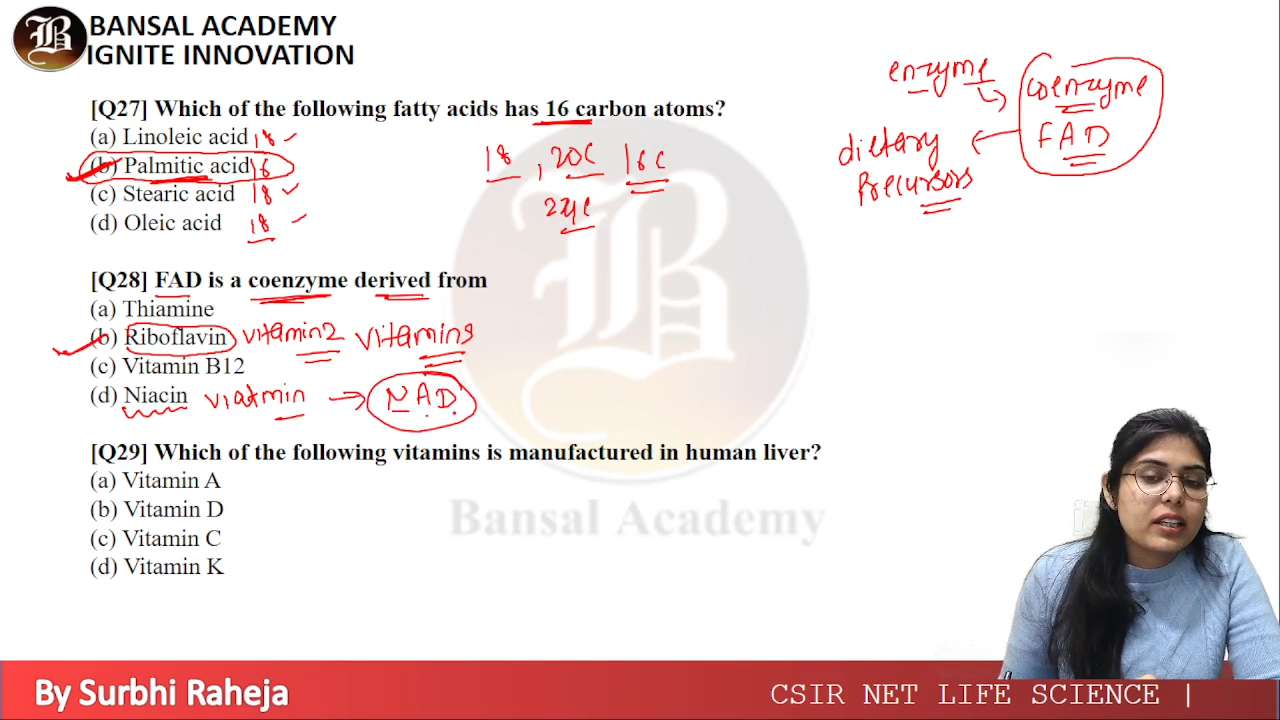 BANSAL ACADEMY
IGNITE INNOVATION
enzyme
coenzyme
FAD
dietary
Precursors
[Q27] Which of the following fatty acids has 16 carbon atoms?
(a) Linoleic acid 18
(b) Palmitic acid 16
(c) Stearic acid 18
(d) Oleic acid 18
18, 20C 16C
[Q28] FAD is a coenzyme derived from
(a) Thiamine
(b) Riboflavin vitamin2 vitamins
(c) Vitamin B12
(d) Niacin viatmin → NAD
[Q29] Which of the following vitamins is manufactured in human liver?
(a) Vitamin A
(b) Vitamin D
(c) Vitamin C
(d) Vitamin K
Bansal Academy
By Surbhi Raheja
CSIR NET LIFE SCIENCE |